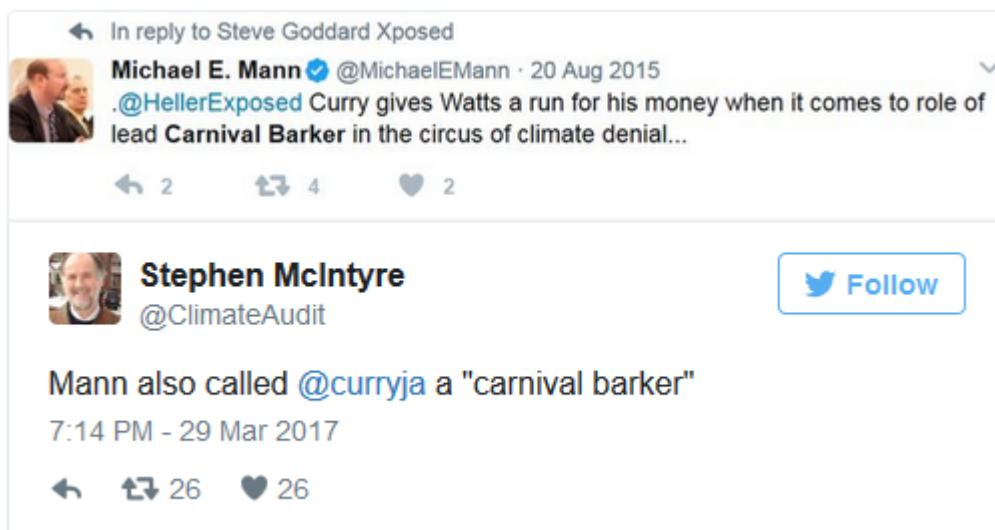 In reply to Steve Goddard Xposed
Michael E. Mann @MichaelEMann · 20 Aug 2015
.@HellerExposed Curry gives Watts a run for his money when it comes to role of
lead Carnival Barker in the circus of climate denial...
2 4 2
Stephen McIntyre
@ClimateAudit
Follow
Mann also called @curryja a "carnival barker"
7:14 PM - 29 Mar 2017
26 26